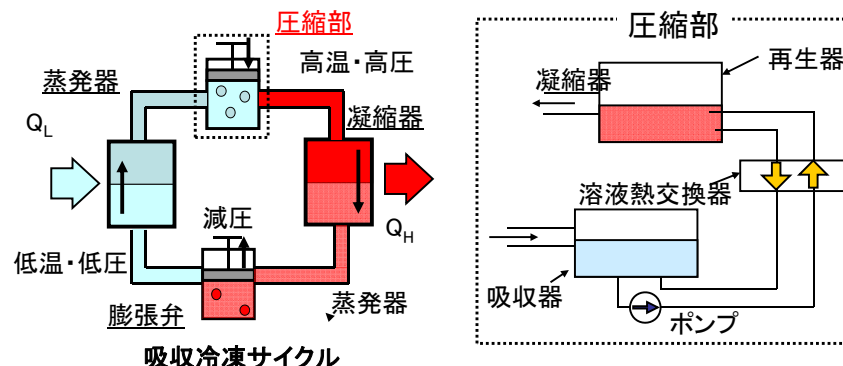 圧縮部
高温・高圧
蒸発器
凝縮器
QL
減圧
QH
低温・低圧
膨張弁
蒸発器
吸収冷凍サイクル
圧縮部
再生器
凝縮器
溶液熱交換器
吸収器
ポンプ